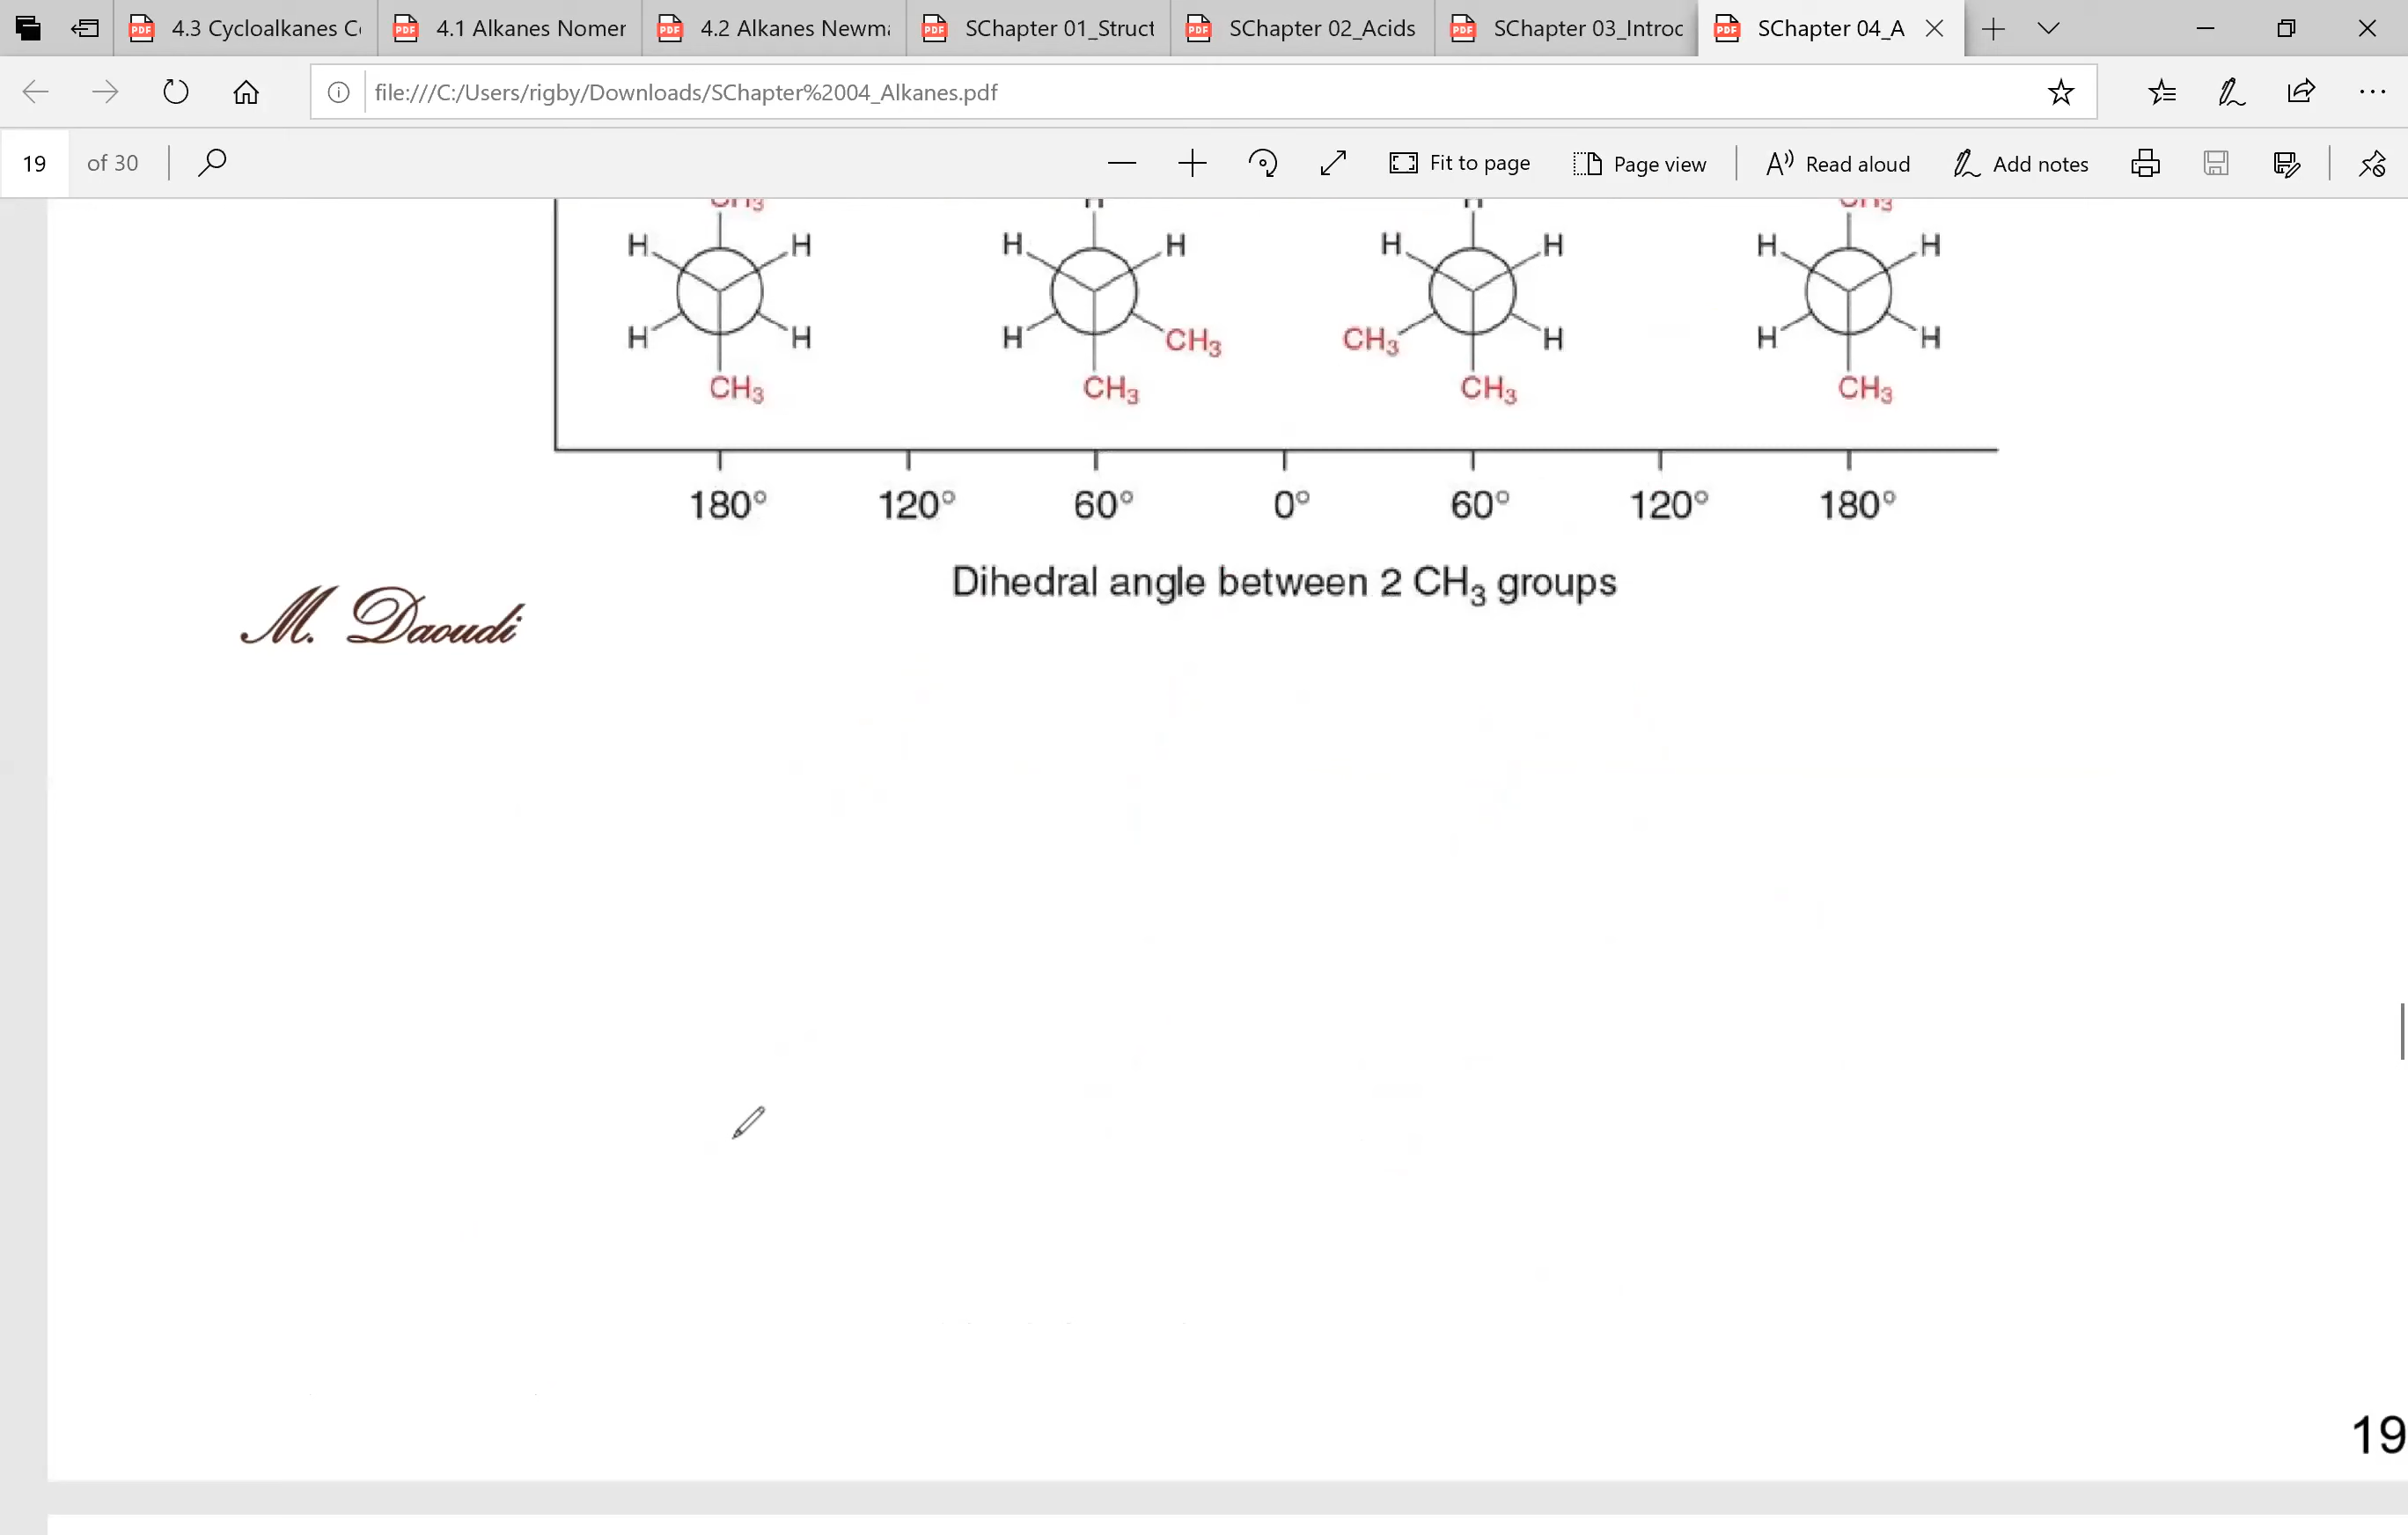 4.3 Cycloalkanes C
4.1 Alkanes Nomer
4.2 Alkanes Newm
SChapter 01_Struct
SChapter 02_Acids
SChapter 03_Introc
SChapter 04_A
file:///C:/Users/rigby/Downloads/SChapter%2004_Alkanes.pdf
19 of 30
Fit to page
Page view
Read aloud
Add notes
CH₃ H H CH₃
H H H H H H H H
H H H CH₃ CH₃ H H H
CH₃ CH₃ CH₃ CH₃
180° 120° 60° 0° 60° 120° 180°
Dihedral angle between 2 CH₃ groups
M. Daoudi
19